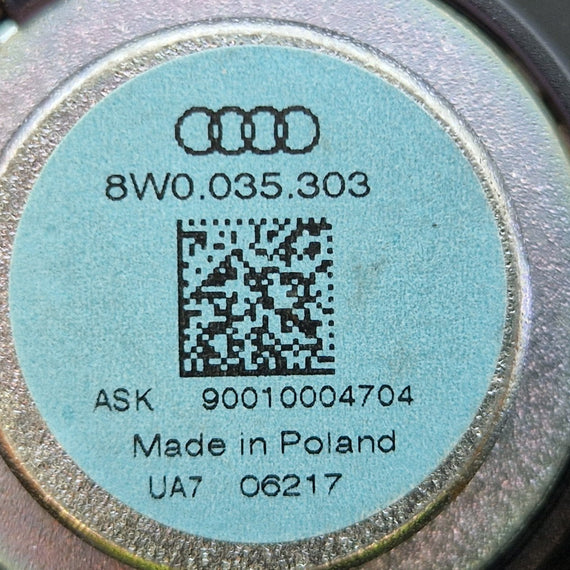 8W0.035.303
ASK 90010004704
Made in Poland
UA7 06217